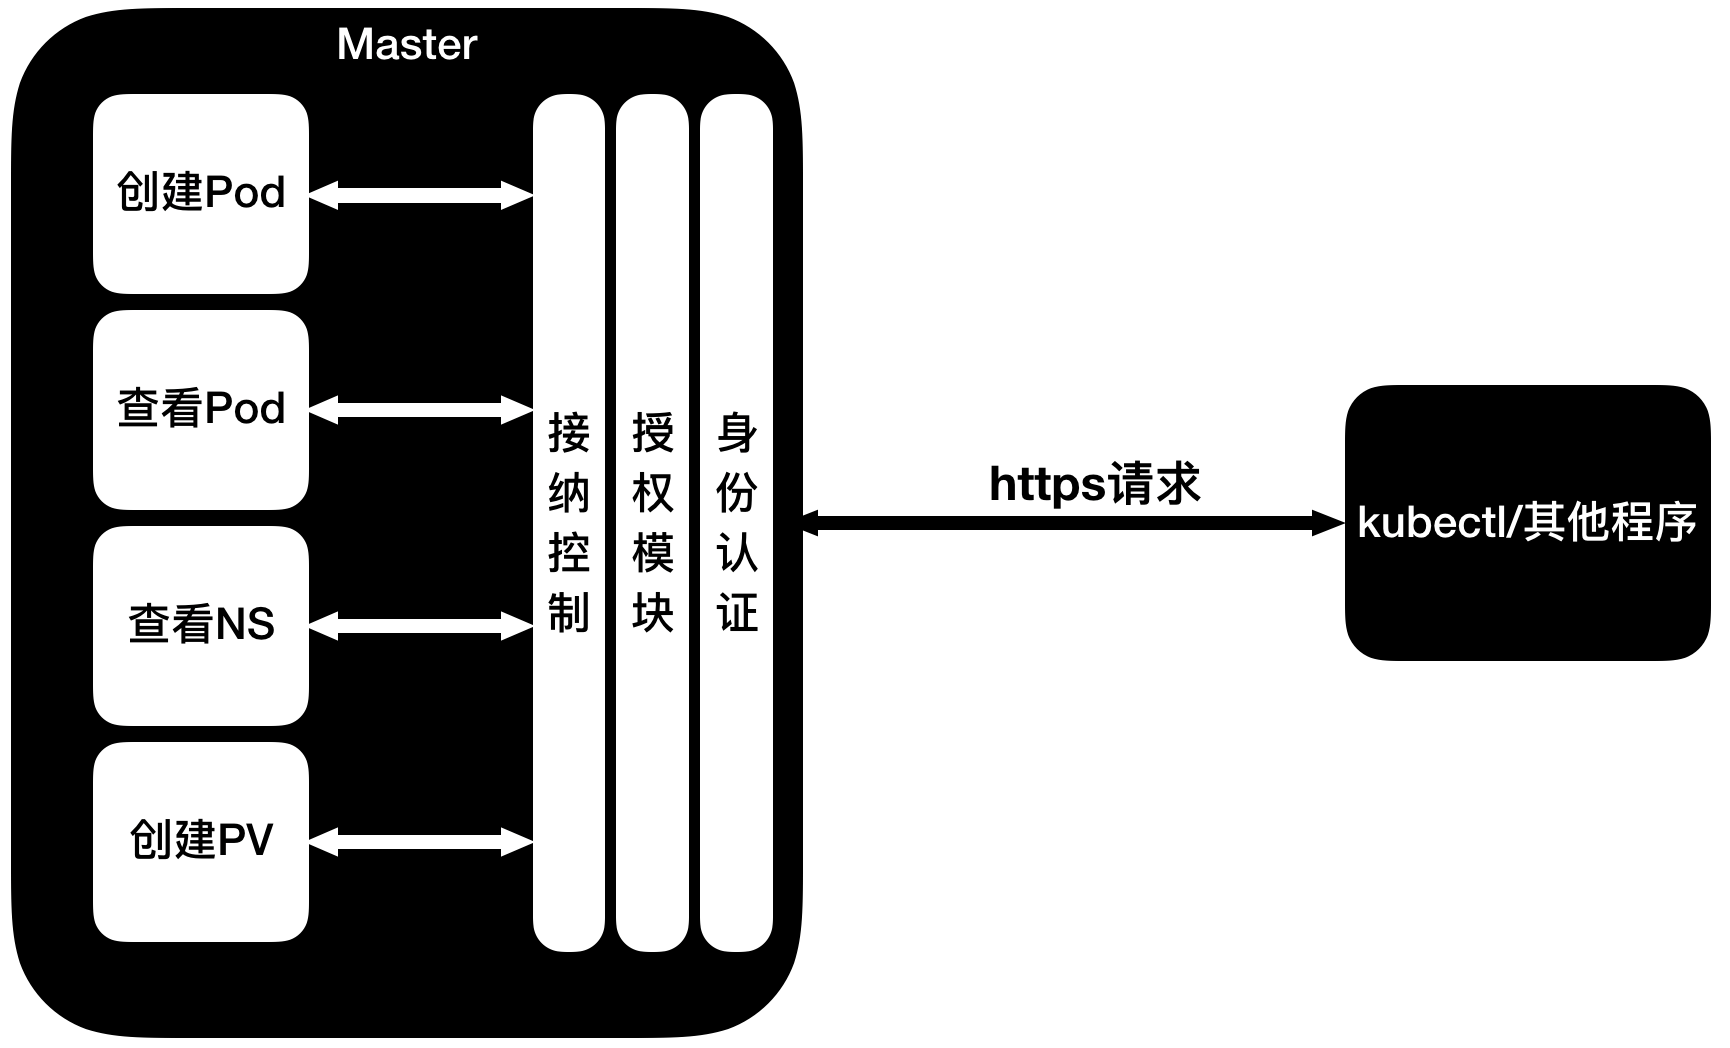 Master
创建Pod
查看Pod
查看NS
创建PV
接纳控制
授权模块
身份认证
https请求
kubectl/其他程序